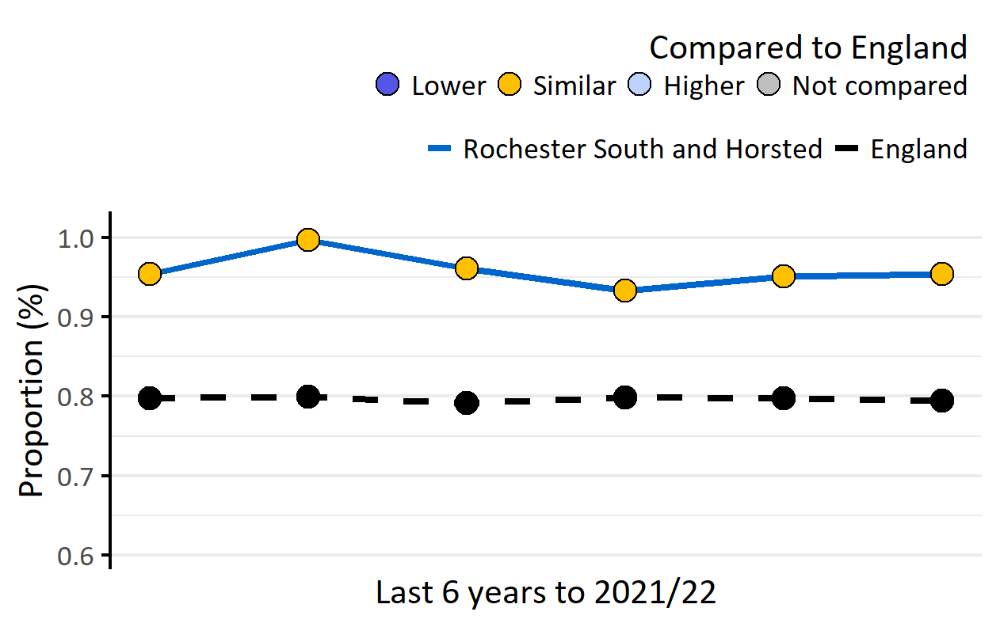 Compared to England
Lower Similar Higher Not compared
Rochester South and Horsted England
1.0
0.9
0.8
0.7
0.6
Proportion (%)
Last 6 years to 2021/22